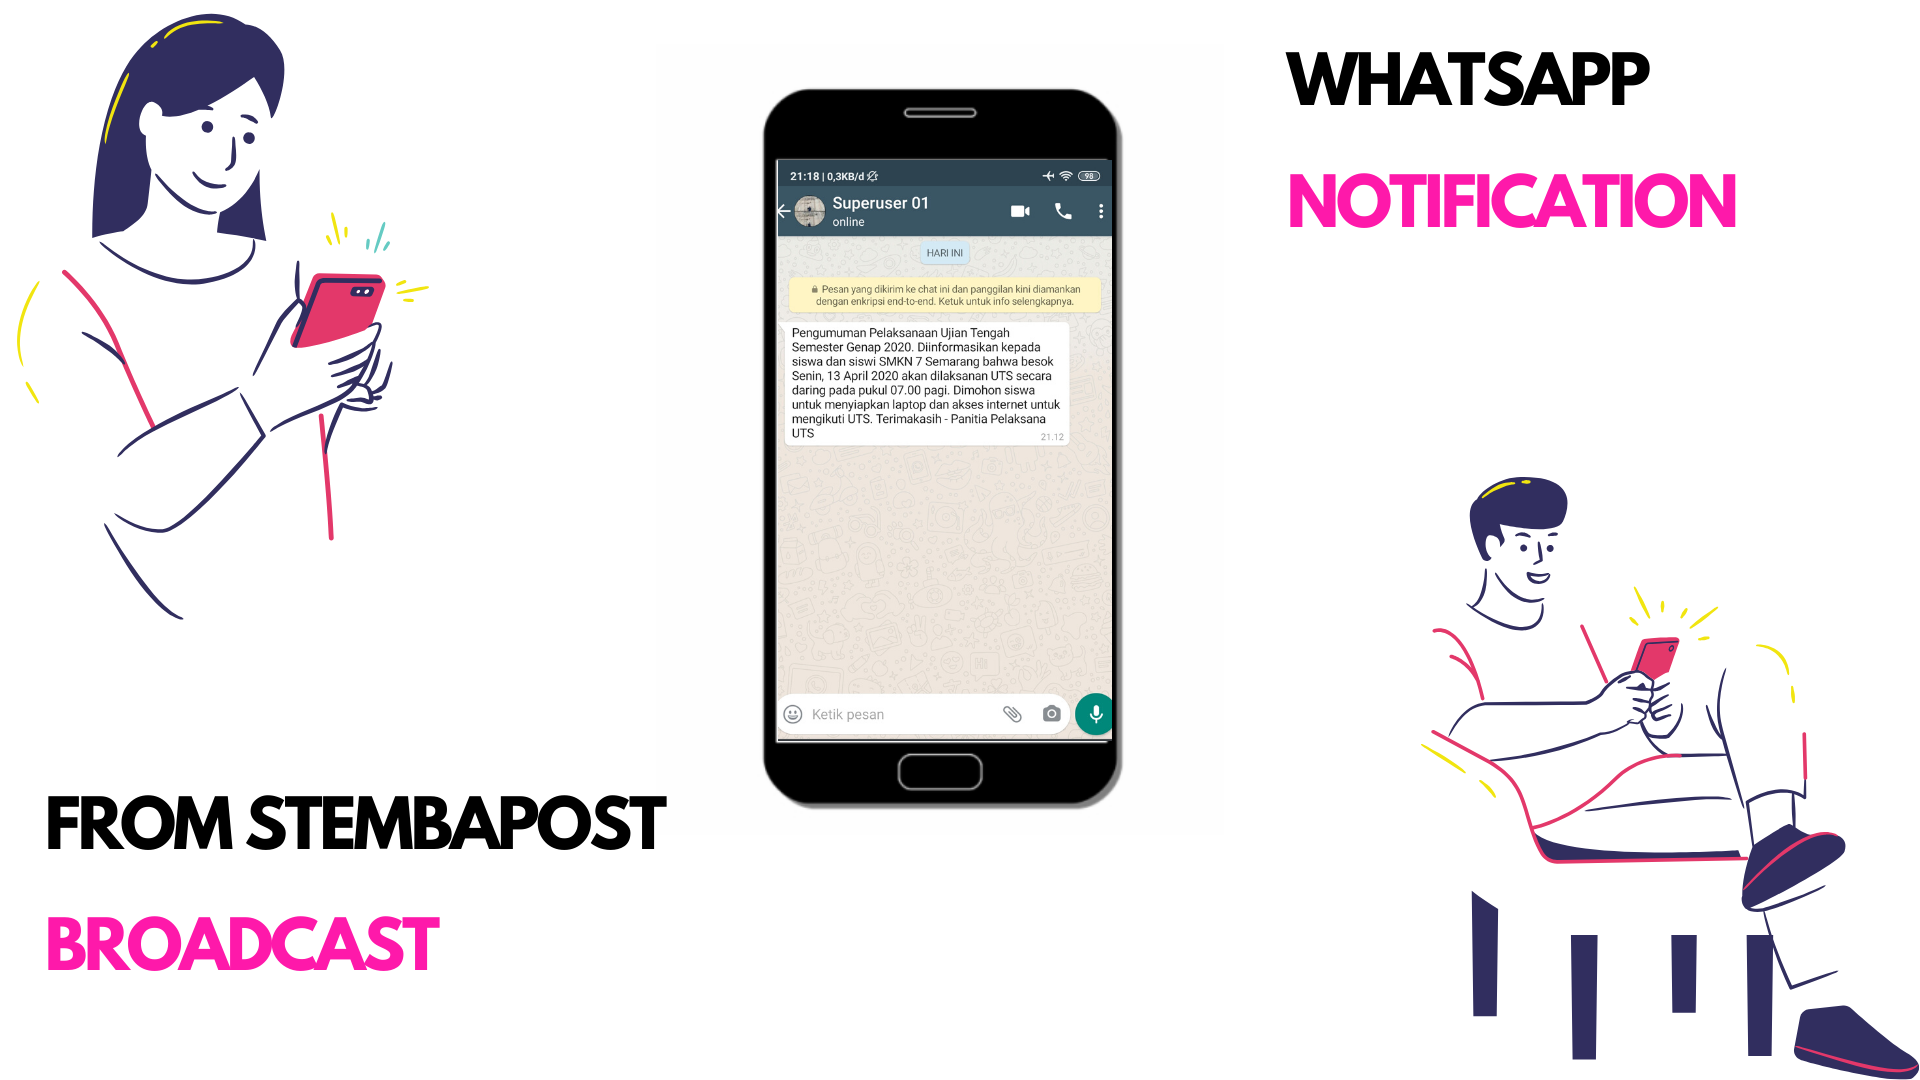 WHATSAPP
NOTIFICATION
21:18 | 0,3KB/d
98
Superuser 01
online
HARI INI
Pesan yang dikirim ke chat ini dan panggilan kini diamankan
dengan enkripsi end-to-end. Ketuk untuk info selengkapnya.
Pengumuman Pelaksanaan Ujian Tengah
Semester Genap 2020. Diinformasikan kepada
siswa dan siswi SMKN 7 Semarang bahwa besok
Senin, 13 April 2020 akan dilaksanan UTS secara
daring pada pukul 07.00 pagi. Dimohon siswa
untuk menyiapkan laptop dan akses internet untuk
mengikuti UTS. Terimakasih - Panitia Pelaksana
UTS
21.12
Ketik pesan
FROM STEMBAPOST
BROADCAST